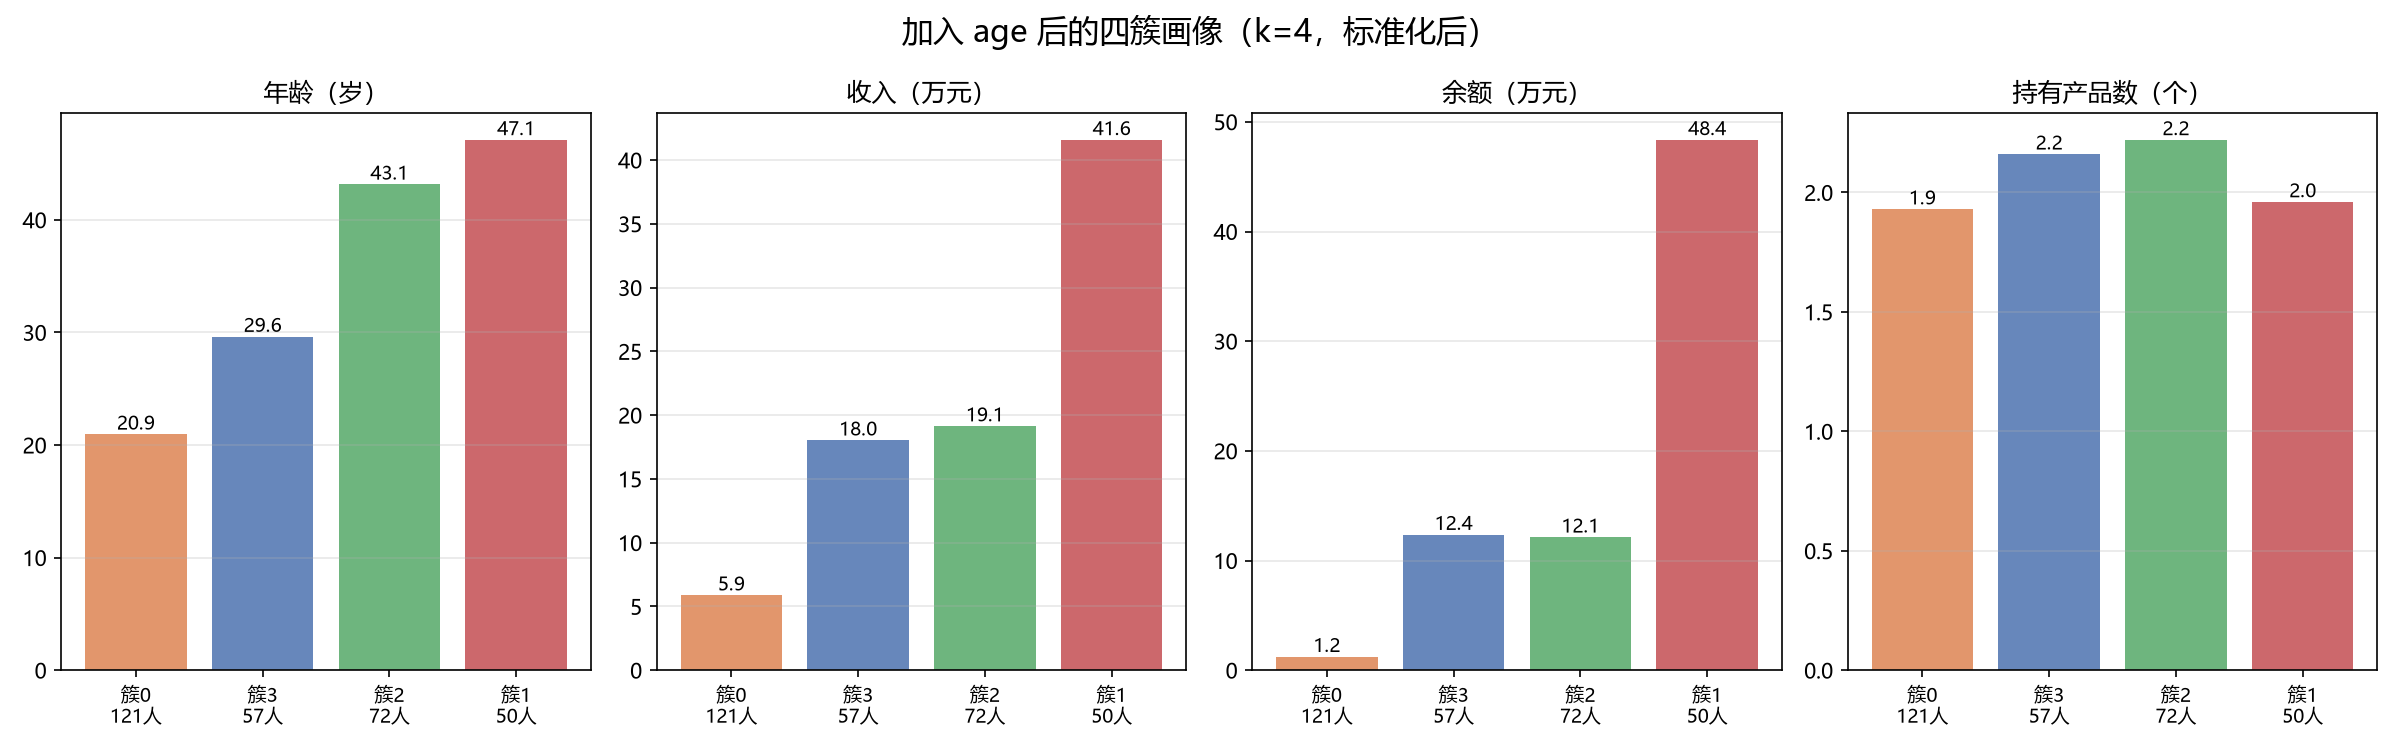 加入 age 后的四簇画像（k=4，标准化后）
年龄（岁）
47.1
43.1
29.6
20.9
40
30
20
10
0
簇0
121人
簇3
57人
簇2
72人
簇1
50人
收入（万元）
41.6
19.1
18.0
5.9
40
35
30
25
20
15
10
5
0
簇0
121人
簇3
57人
簇2
72人
簇1
50人
余额（万元）
48.4
12.4
12.1
1.2
50
40
30
20
10
0
簇0
121人
簇3
57人
簇2
72人
簇1
50人
持有产品数（个）
1.9
2.2
2.2
2.0
2.0
1.5
1.0
0.5
0.0
簇0
121人
簇3
57人
簇2
72人
簇1
50人